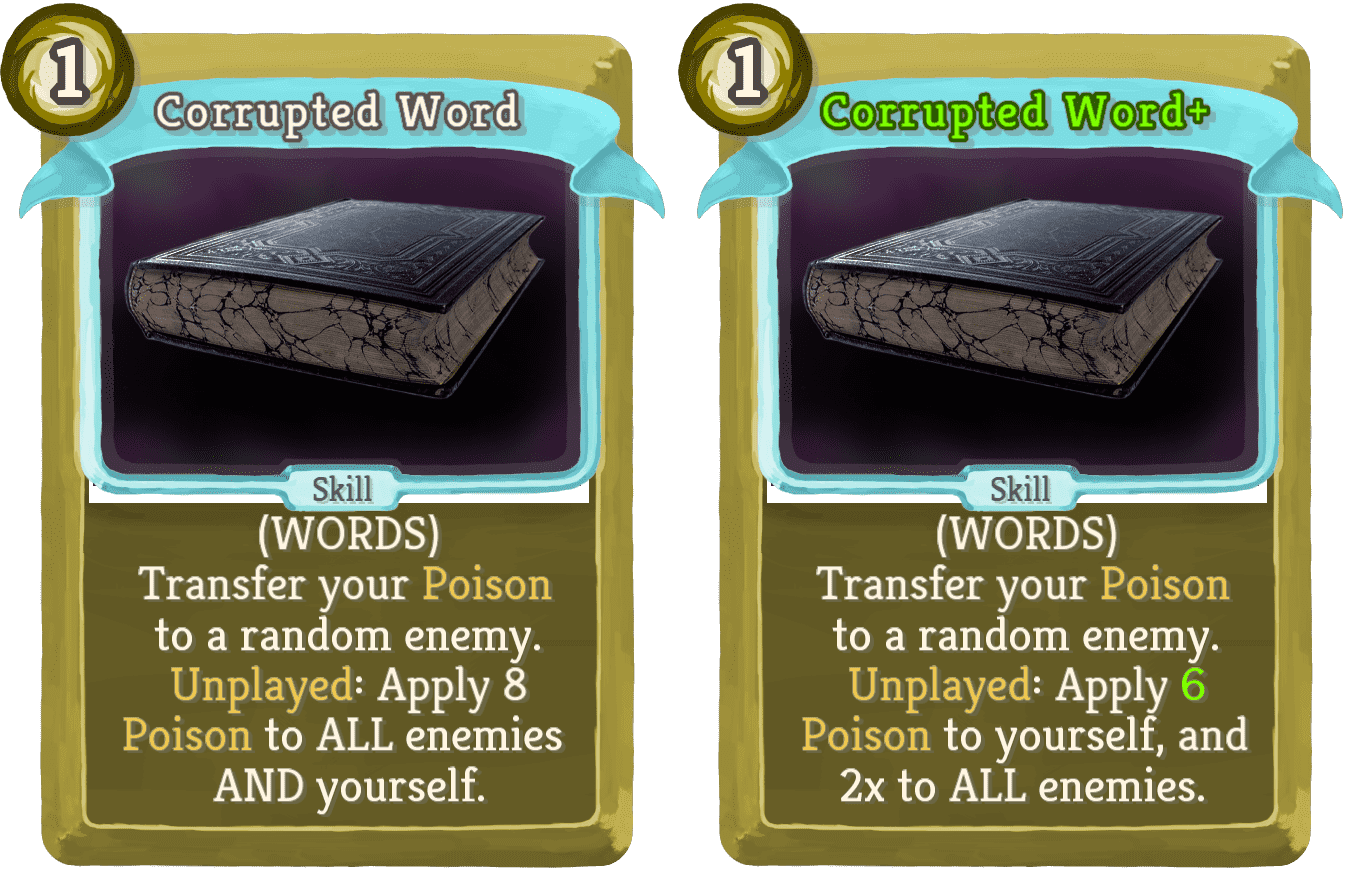 1
Corrupted Word
Skill
(WORDS)
Transfer your Poison
to a random enemy.
Unplayed: Apply 8
Poison to ALL enemies
AND yourself.
1
Corrupted Word+
Skill
(WORDS)
Transfer your Poison
to a random enemy.
Unplayed: Apply 6
Poison to yourself, and
2x to ALL enemies.